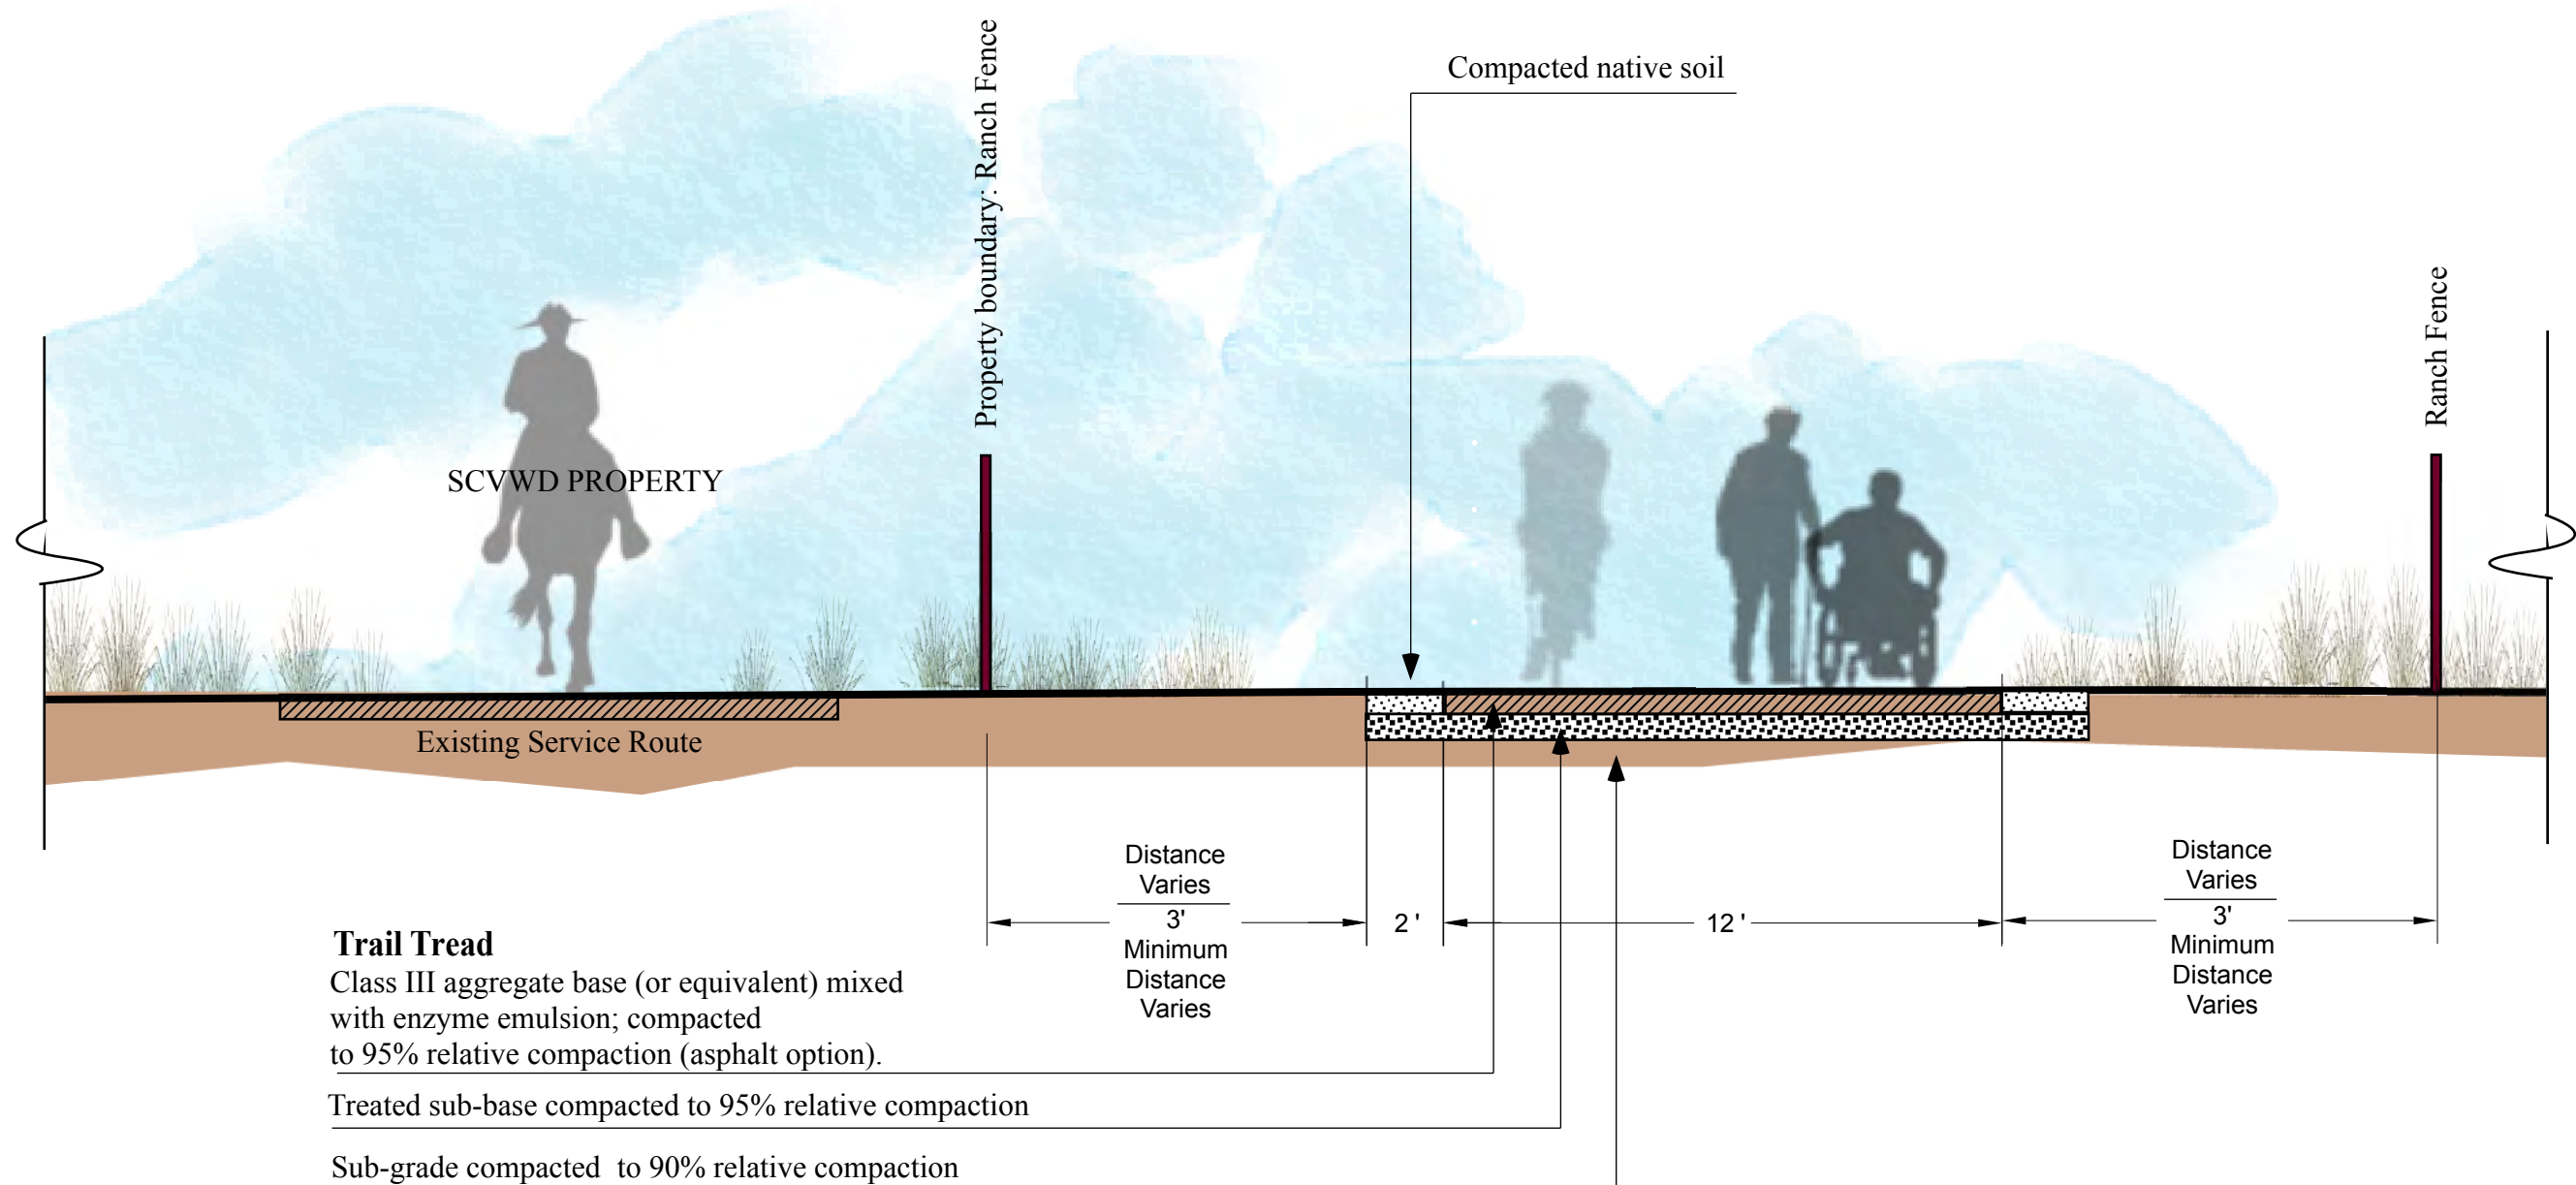 Compacted native soil
Property boundary: Ranch Fence
Ranch Fence
SCVWD PROPERTY
Existing Service Route
Distance
Varies
3'
Minimum
Distance
Varies
2 '
12 '
Distance
Varies
3'
Minimum
Distance
Varies
Trail Tread
Class III aggregate base (or equivalent) mixed
with enzyme emulsion; compacted
to 95% relative compaction (asphalt option).
Treated sub-base compacted to 95% relative compaction
Sub-grade compacted  to 90% relative compaction